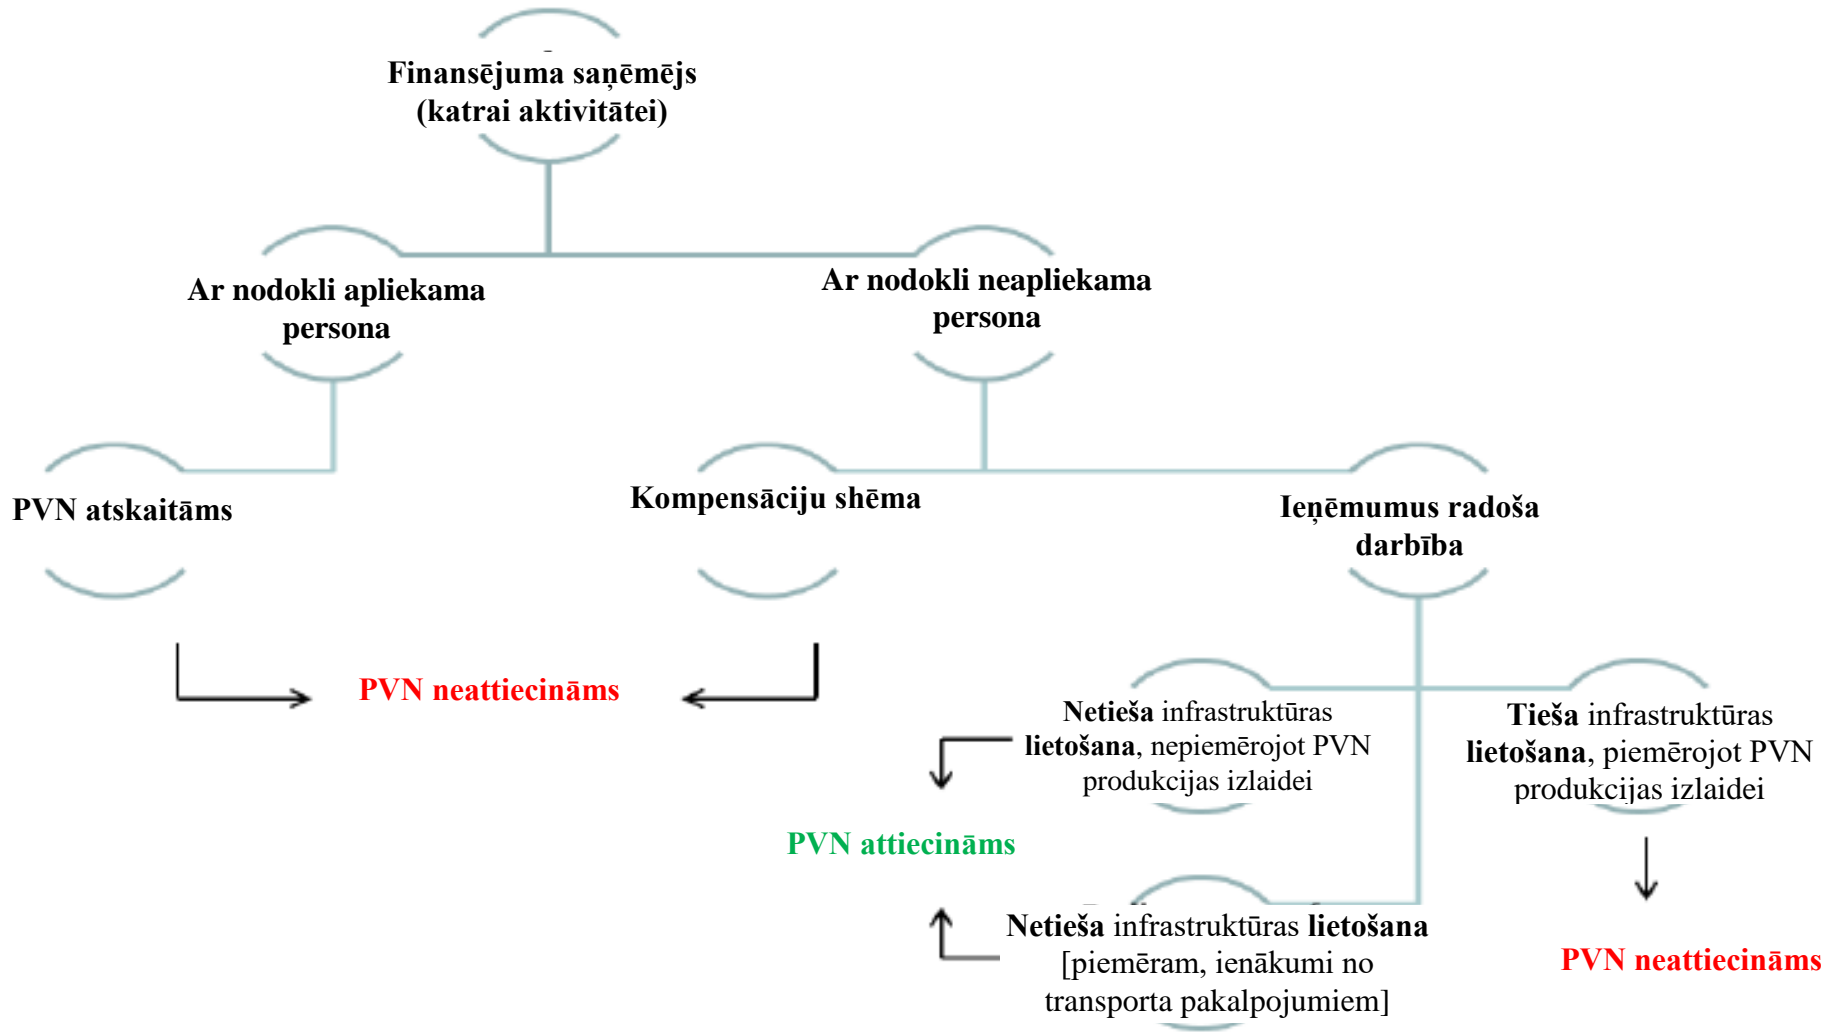 Finansējuma saņēmējs
(katrai aktivitātei)
Ar nodokli apliekama
persona
Ar nodokli neapliekama
persona
PVN atskaitāms
Kompensāciju shēma
Ieņēmumus radoša
darbība
PVN neattiecināms
Netieša infrastruktūras
lietošana, nepiemērojot PVN
produkcijas izlaidei
Tieša infrastruktūras
lietošana, piemērojot PVN
produkcijas izlaidei
PVN attiecināms
Netieša infrastruktūras lietošana
[piemēram, ienākumi no
transporta pakalpojumiem]
PVN neattiecināms